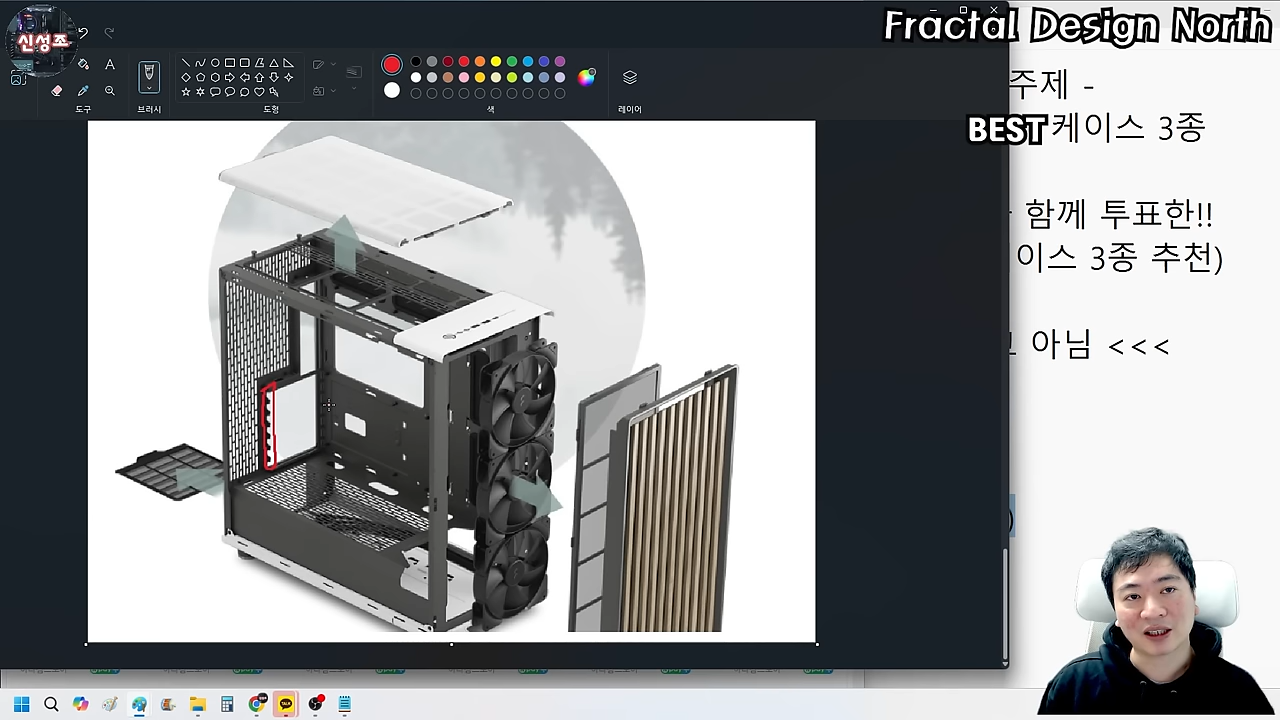 신성조
Fractal Design North
주제 -
BEST 케이스 3종
함께 투표한!!
이스 3종 추천)
아님 <<<
도구
브러시
도형
색
레이어